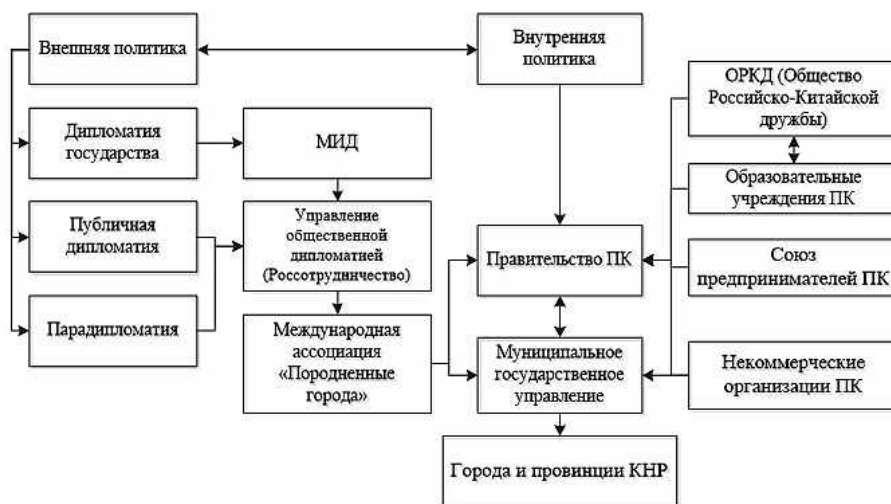 Внешняя политика
Внутренняя
политика
ОРКД (Общество
Российско-Китайской
дружбы)
Дипломатия
государства
МИД
Образовательные
учреждения ПК
Публичная
дипломатия
Управление
общественной
дипломатией
(Россотрудничество)
Правительство ПК
Союз
предпринимателей ПК
Парадипломатия
Международная
ассоциация
«Породненные
города»
Муниципальное
государственное
управление
Некоммерческие
организации ПК
Города и провинции КНР